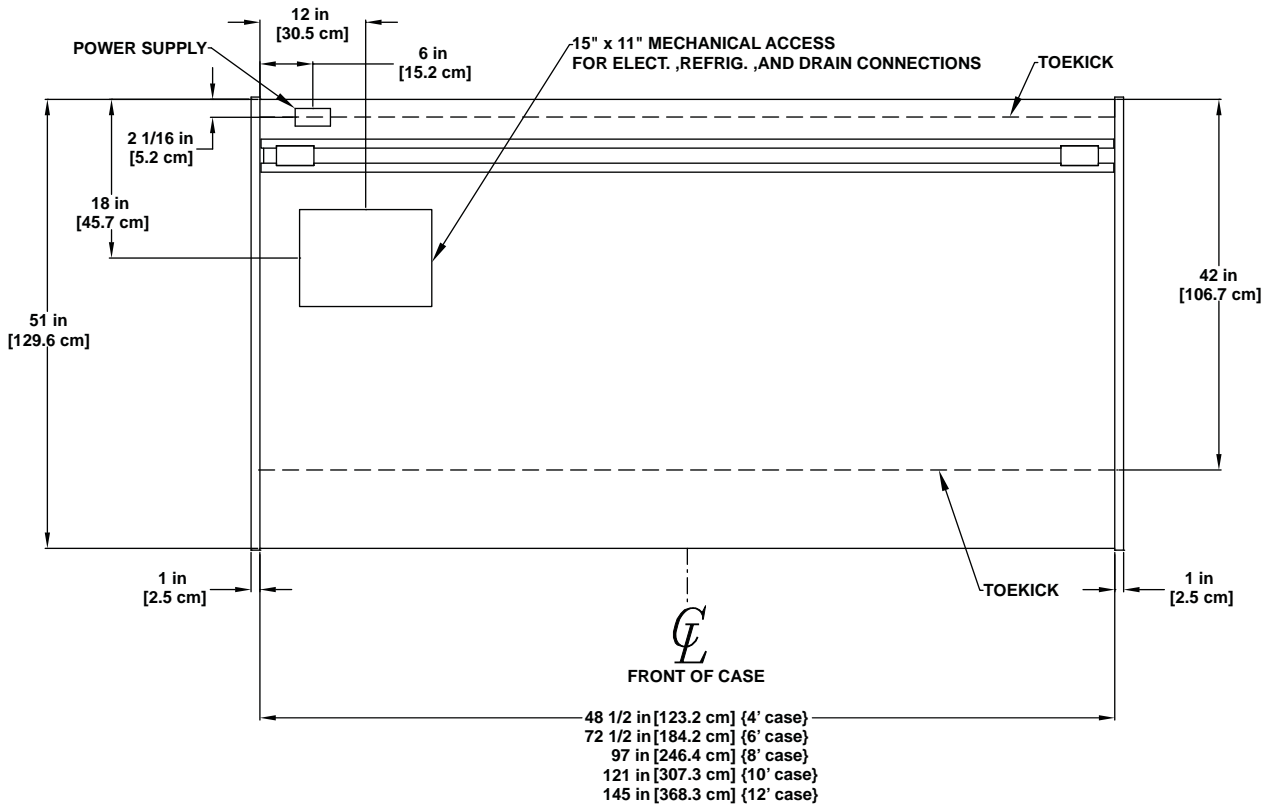 12 in
[30.5 cm]
POWER SUPPLY
6 in
[15.2 cm]
15" x 11" MECHANICAL ACCESS
FOR ELECT. ,REFRIG. ,AND DRAIN CONNECTIONS
TOEKICK
2 1/16 in
[5.2 cm]
18 in
[45.7 cm]
42 in
[106.7 cm]
51 in
[129.6 cm]
1 in
[2.5 cm]
TOEKICK
1 in
[2.5 cm]
CL
FRONT OF CASE
48 1/2 in [123.2 cm] {4' case}
72 1/2 in [184.2 cm] {6' case}
97 in [246.4 cm] {8' case}
121 in [307.3 cm] {10' case}
145 in [368.3 cm] {12' case}